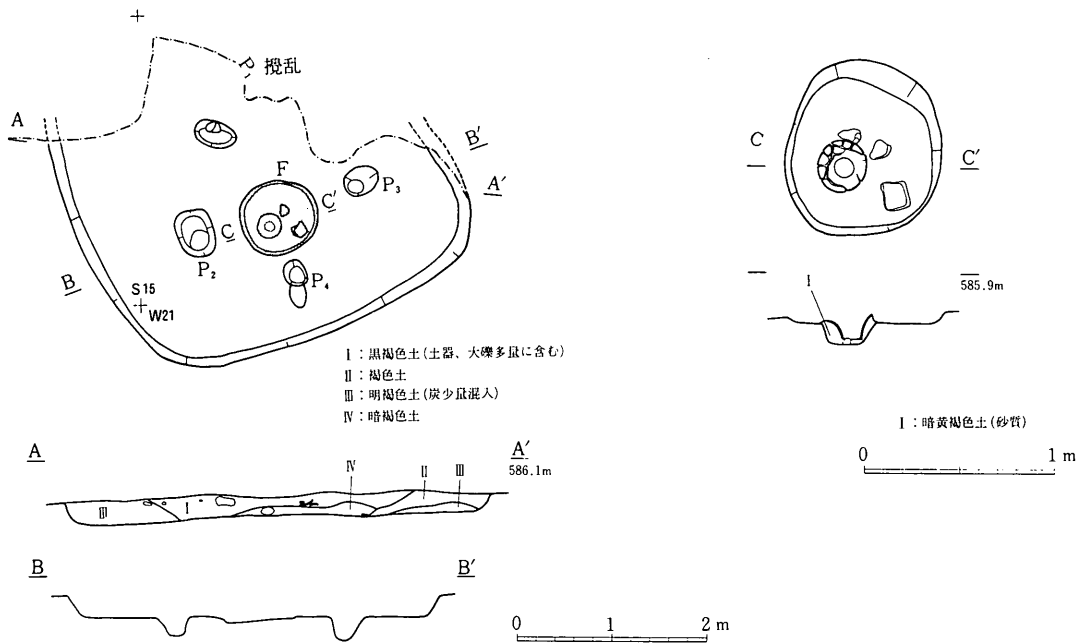 P₁ 攪乱
A
B'
F
A'
P₃
C'
C
P₂
B
P₄
S15
W21
Ⅰ：黒褐色土(土器、大礫多量に含む)
Ⅱ：褐色土
Ⅲ：明褐色土(炭少量混入)
Ⅳ：暗褐色土
A
A'
586.1m
Ⅳ
Ⅱ
Ⅲ
Ⅲ
Ⅰ
B
B'
0 1 2 m
C
C'
585.9m
Ⅰ
Ⅰ：暗黄褐色土(砂質)
0 1 m